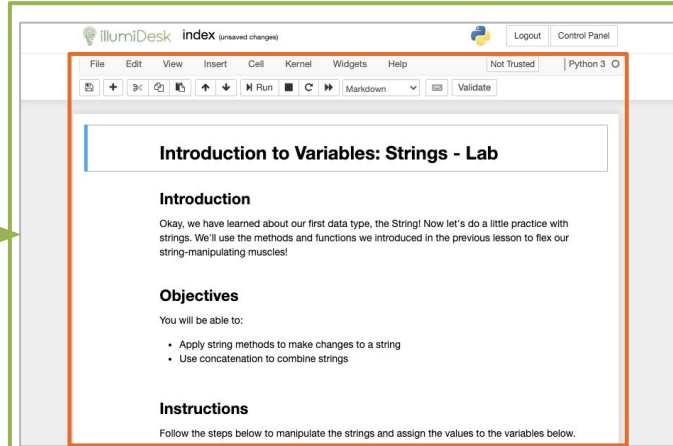 illumiDesk index (unsaved changes) Logout Control Panel
File Edit View Insert Cell Kernel Widgets Help Not Trusted Python 3
Run Markdown Validate
Introduction to Variables: Strings - Lab
Introduction
Okay, we have learned about our first data type, the String! Now let's do a little practice with
strings. We'll use the methods and functions we introduced in the previous lesson to flex our
string-manipulating muscles!
Objectives
You will be able to:
• Apply string methods to make changes to a string
• Use concatenation to combine strings
Instructions
Follow the steps below to manipulate the strings and assign the values to the variables below.